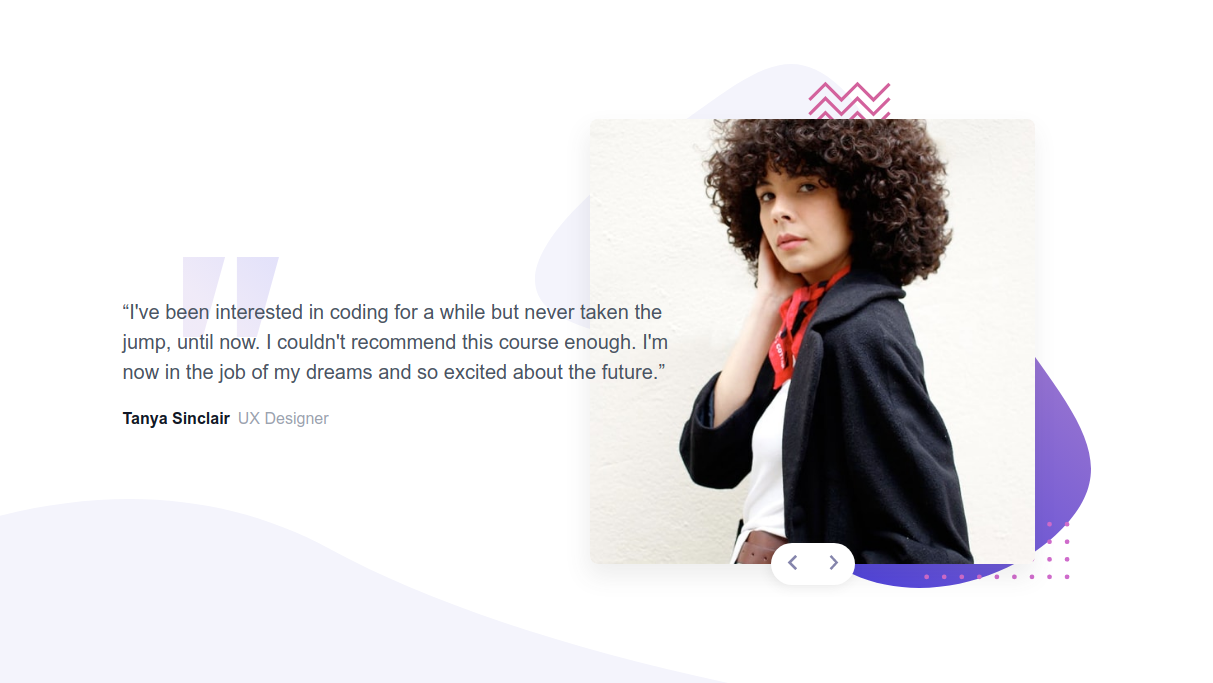 “I've been interested in coding for a while but never taken the
jump, until now. I couldn't recommend this course enough. I'm
now in the job of my dreams and so excited about the future.”
Tanya Sinclair UX Designer